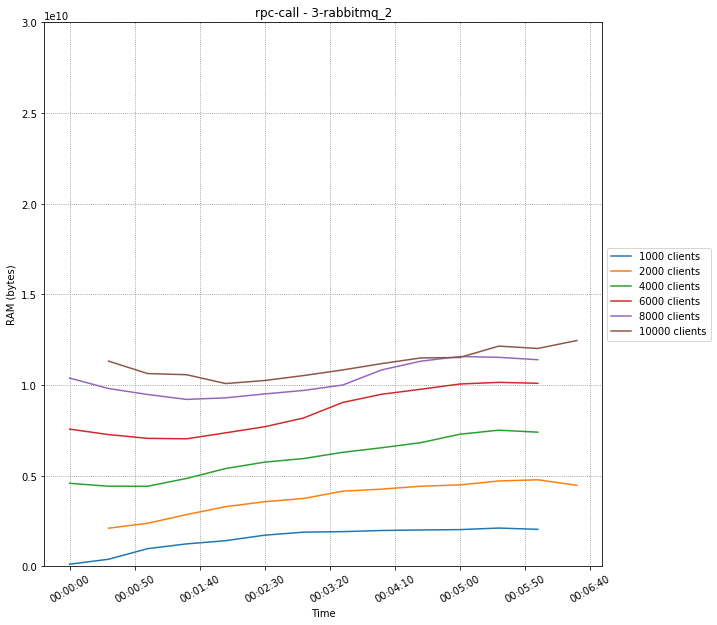 rpc-call - 3-rabbitmq_2
1e10
3.0
2.5
2.0
1.5
1.0
0.5
0.0
RAM (bytes)
00:00:00
00:00:50
00:01:40
00:02:30
00:03:20
00:04:10
00:05:00
00:05:50
00:06:40
Time
1000 clients
2000 clients
4000 clients
6000 clients
8000 clients
10000 clients